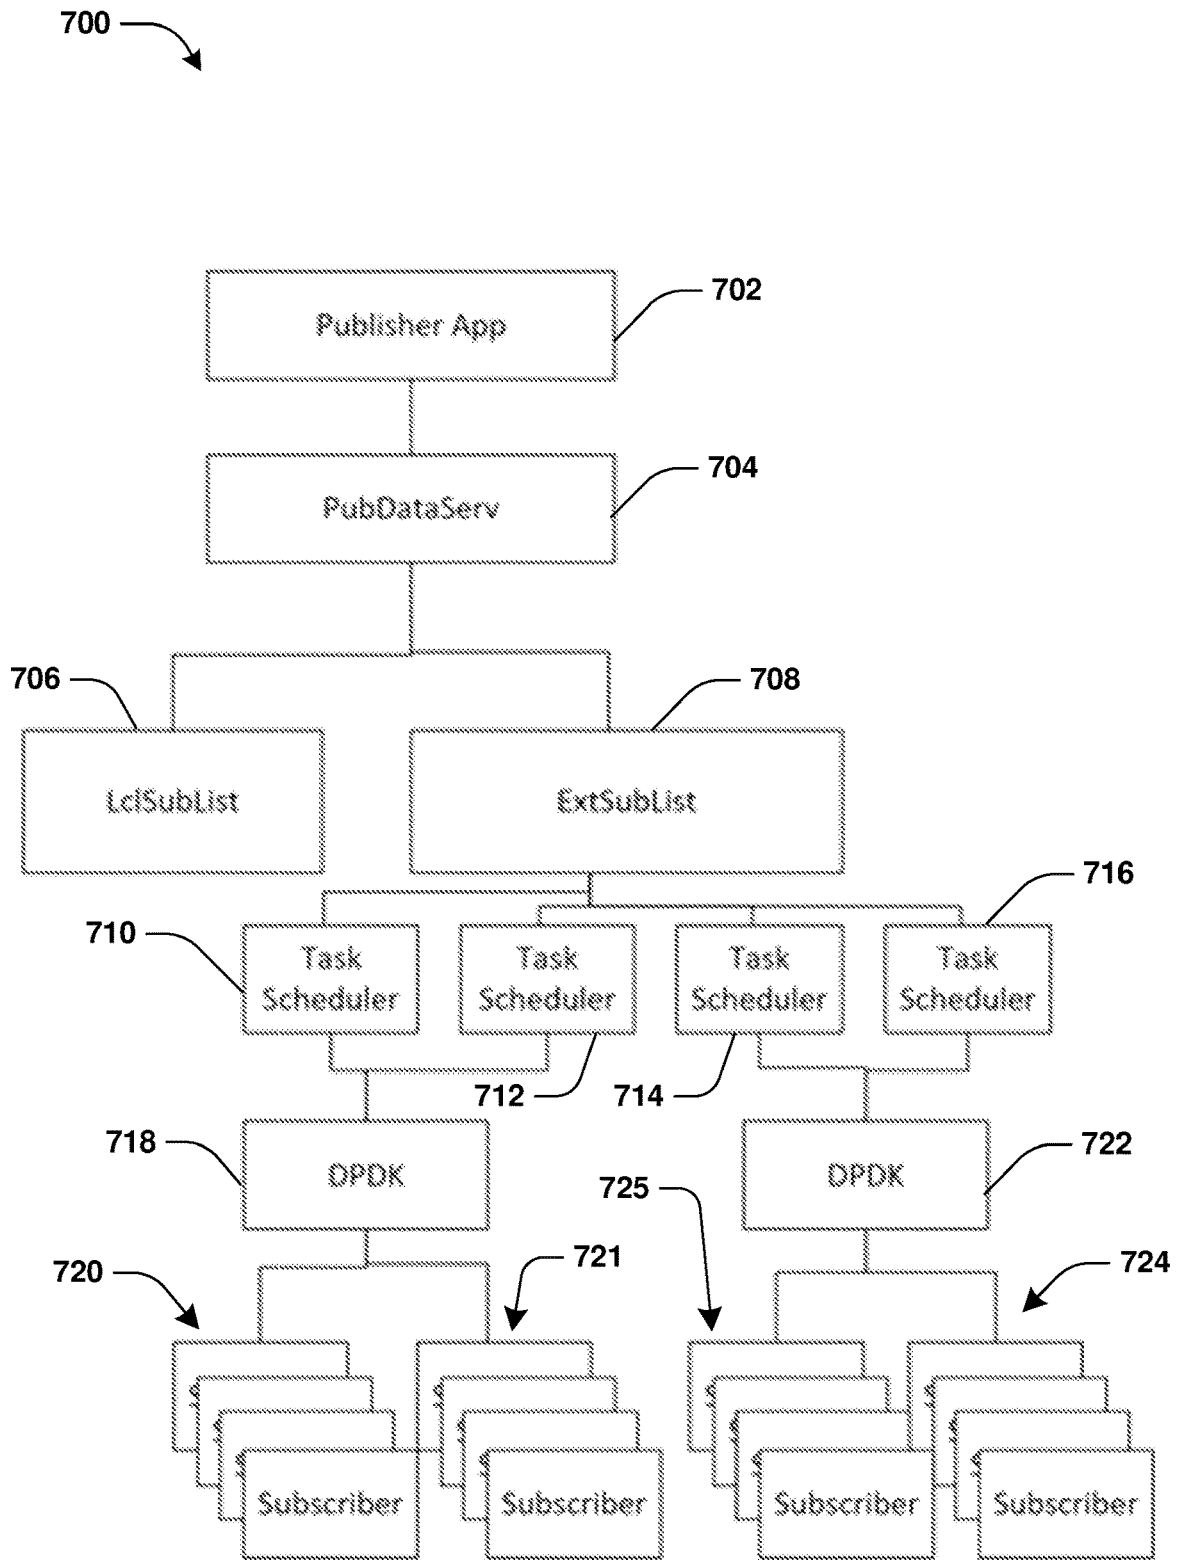 700
702
Publisher App
704
PubDataServ
706
708
LclSubList
ExtSubList
716
710
Task
Scheduler
Task
Scheduler
Task
Scheduler
Task
Scheduler
712
714
718
DPDK
725
DPDK
722
720
721
724
S
S
S
Subscriber
S
S
S
Subscriber
S
S
S
Subscriber
S
S
S
Subscriber